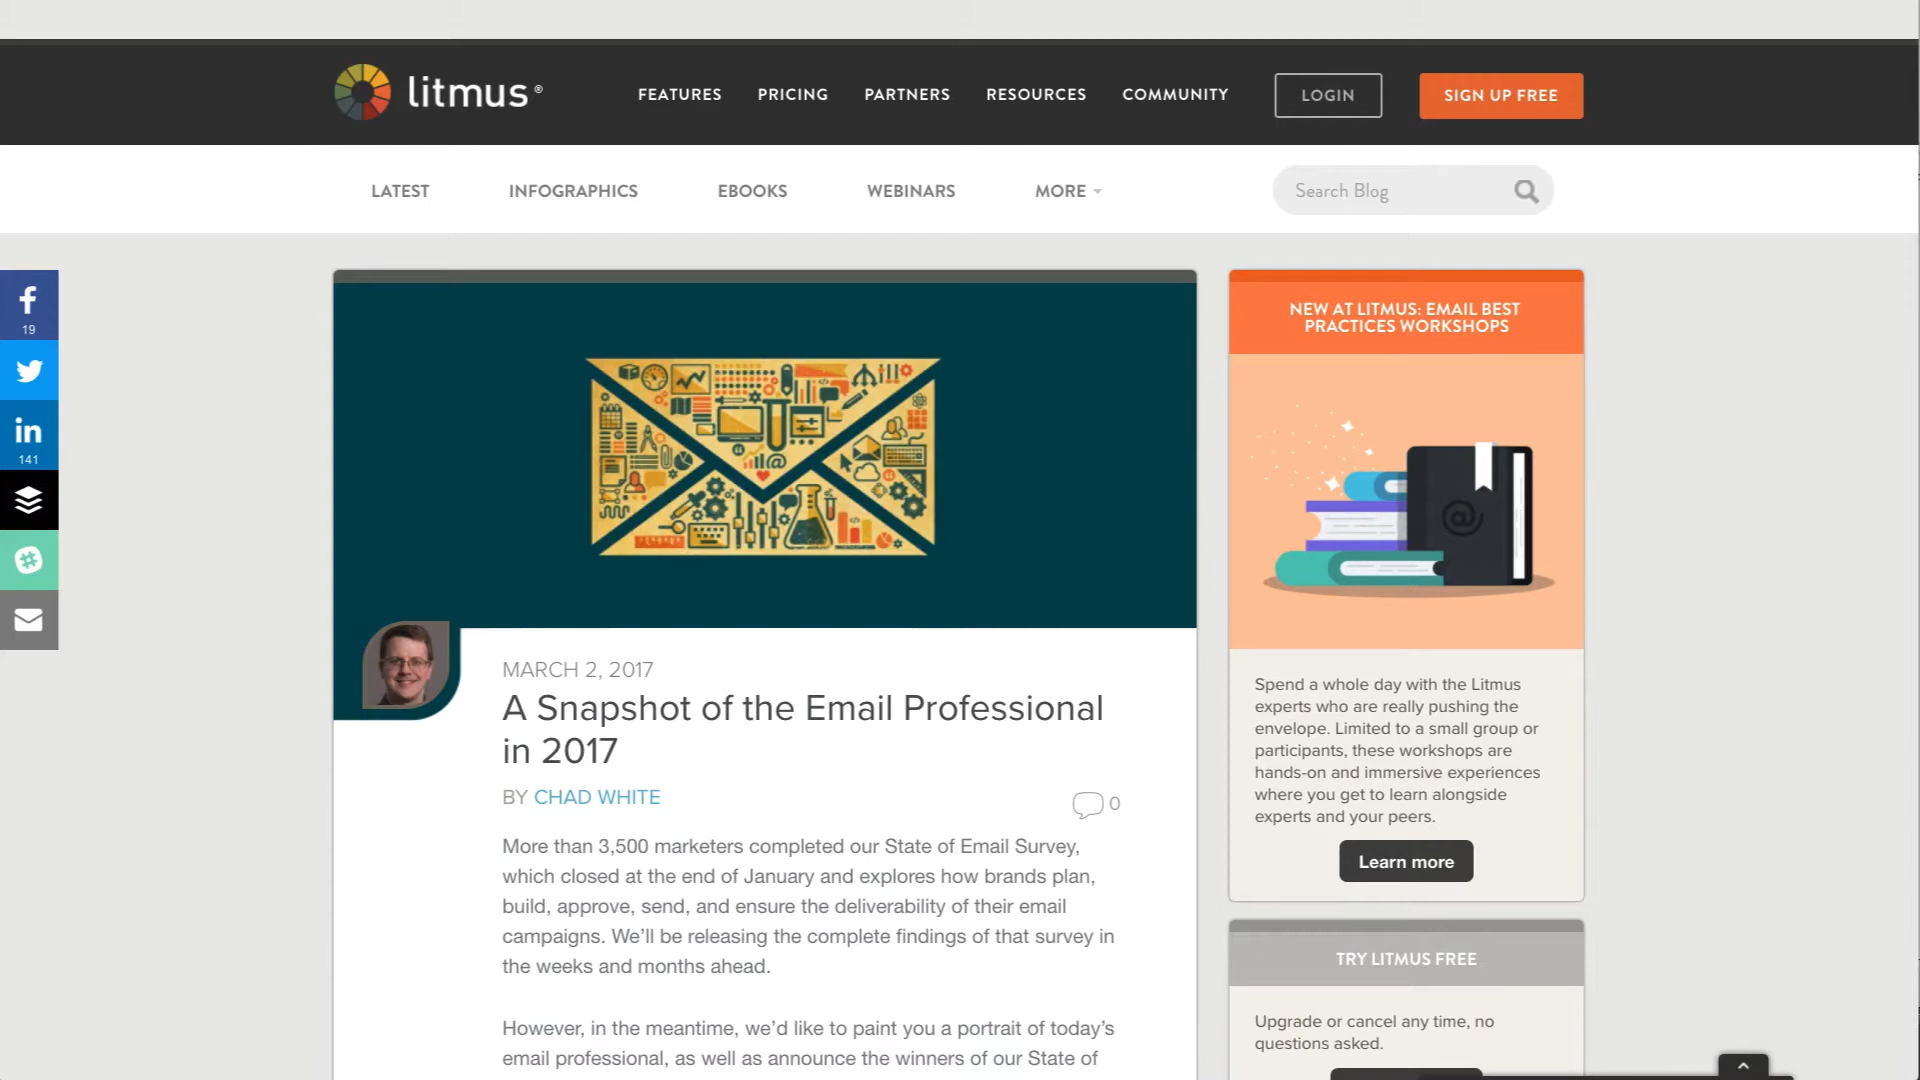 litmus®
FEATURES
PRICING
PARTNERS
RESOURCES
COMMUNITY
LOGIN
SIGN UP FREE
LATEST
INFOGRAPHICS
EBOOKS
WEBINARS
MORE
Search Blog
19
141
MARCH 2, 2017
A Snapshot of the Email Professional
in 2017
BY CHAD WHITE
0
More than 3,500 marketers completed our State of Email Survey,
which closed at the end of January and explores how brands plan,
build, approve, send, and ensure the deliverability of their email
campaigns. We’ll be releasing the complete findings of that survey in
the weeks and months ahead.
However, in the meantime, we’d like to paint you a portrait of today’s
email professional, as well as announce the winners of our State of
NEW AT LITMUS: EMAIL BEST
PRACTICES WORKSHOPS
@
Spend a whole day with the Litmus
experts who are really pushing the
envelope. Limited to a small group or
participants, these workshops are
hands-on and immersive experiences
where you get to learn alongside
experts and your peers.
Learn more
TRY LITMUS FREE
Upgrade or cancel any time, no
questions asked.